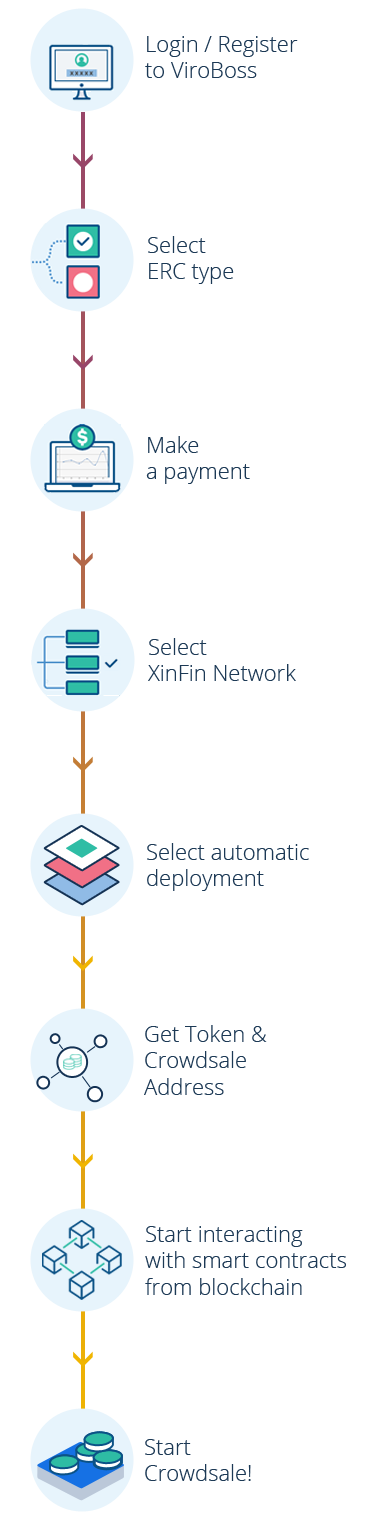 Login / Register
to ViroBoss
Select
ERC type
Make
a payment
Select
XinFin Network
Select automatic
deployment
Get Token &
Crowdsale
Address
Start interacting
with smart contracts
from blockchain
Start
Crowdsale!